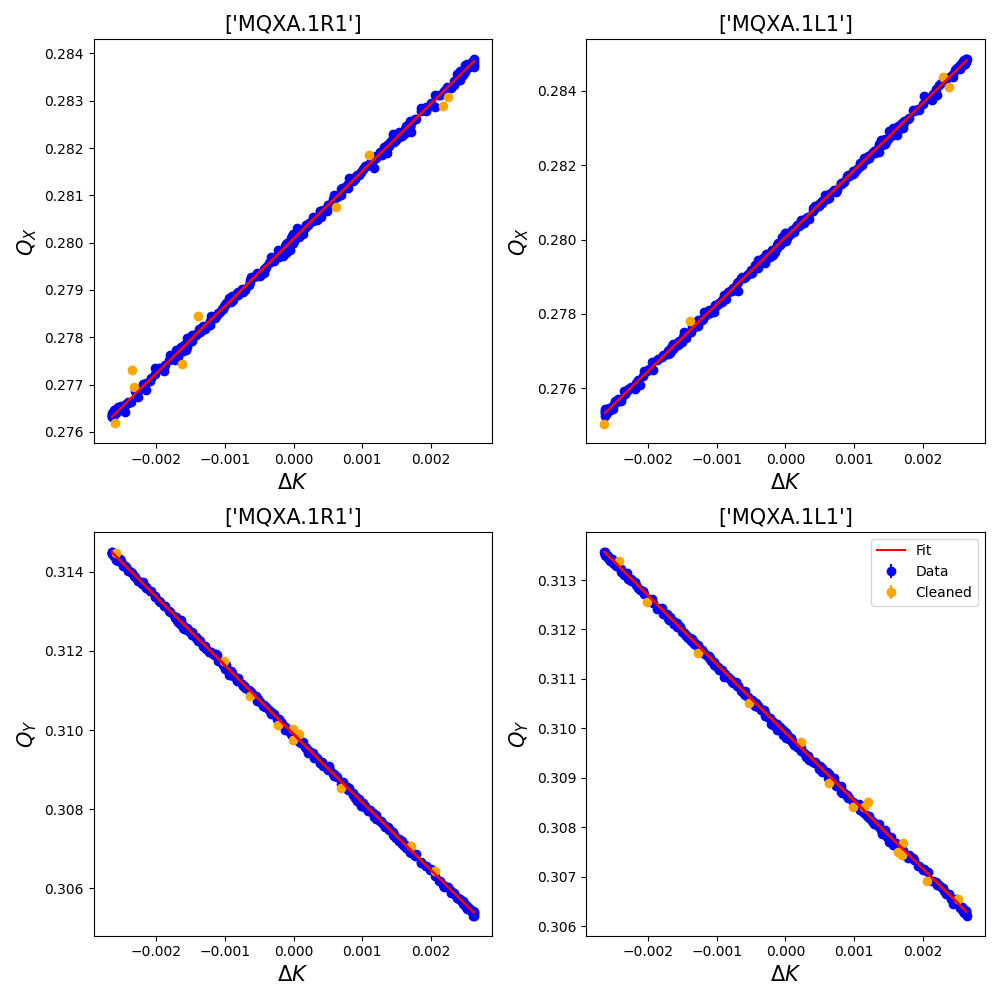 ['MQXA.1R1']
0.284
0.283
0.282
0.281
0.280
0.279
0.278
0.277
0.276
Q_X
−0.002 −0.001 0.000 0.001 0.002
ΔK
['MQXA.1L1']
0.284
0.282
0.280
0.278
0.276
Q_X
−0.002 −0.001 0.000 0.001 0.002
ΔK
['MQXA.1R1']
0.314
0.312
0.310
0.308
0.306
Q_Y
−0.002 −0.001 0.000 0.001 0.002
ΔK
['MQXA.1L1']
Fit
Data
Cleaned
0.313
0.312
0.311
0.310
0.309
0.308
0.307
0.306
Q_Y
−0.002 −0.001 0.000 0.001 0.002
ΔK